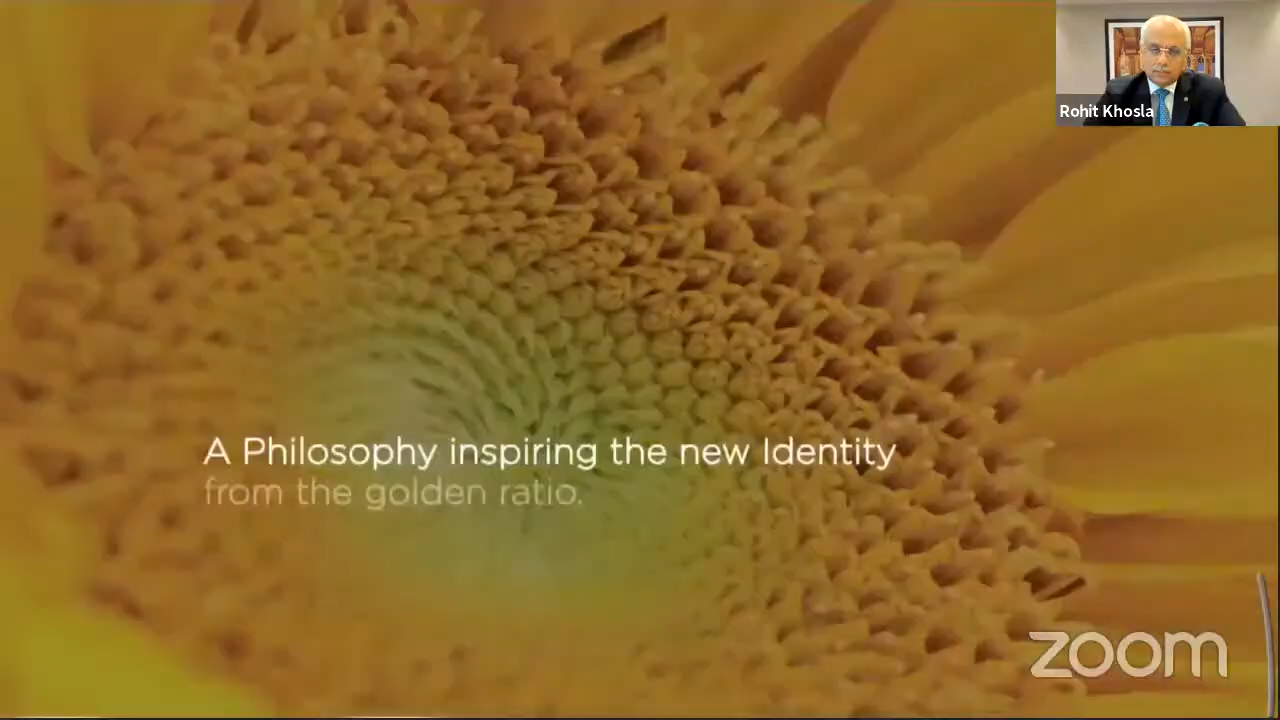 Rohit Khosla
A Philosophy inspiring the new Identity
from the golden ratio.
zoom